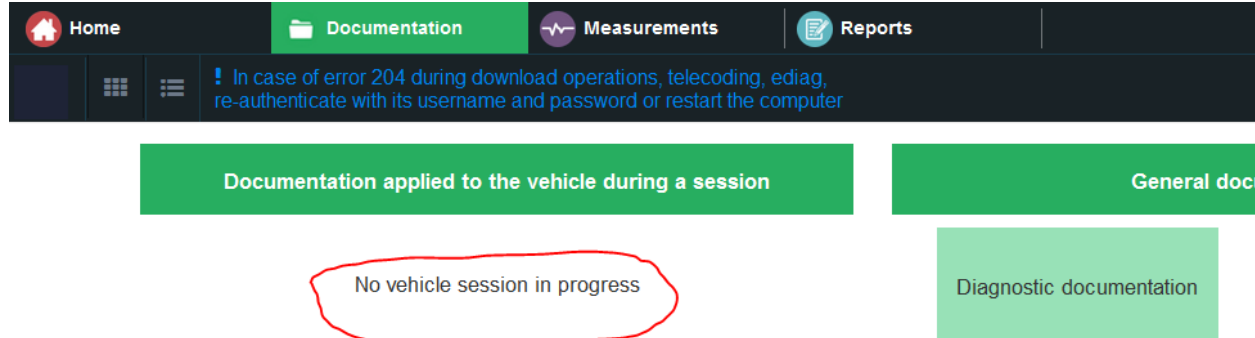 Home
Documentation
Measurements
Reports
! In case of error 204 during download operations, telecoding, ediag,
re-authenticate with its username and password or restart the computer
Documentation applied to the vehicle during a session
General doc
No vehicle session in progress
Diagnostic documentation